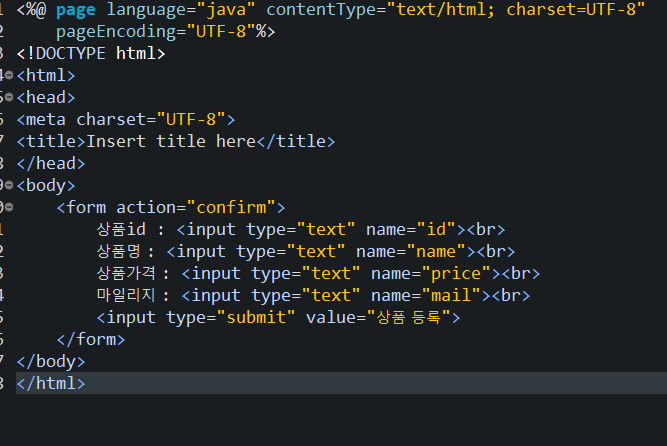 1 <%@ page language="java" contentType="text/html; charset=UTF-8"
2 pageEncoding="UTF-8"%>
3 <!DOCTYPE html>
4 <html>
5 <head>
6 <meta charset="UTF-8">
7 <title>Insert title here</title>
8 </head>
9 <body>
0 <form action="confirm">
1 상품id : <input type="text" name="id"><br>
2 상품명 : <input type="text" name="name"><br>
3 상품가격 : <input type="text" name="price"><br>
4 마일리지 : <input type="text" name="mail"><br>
5 <input type="submit" value="상품 등록">
6 </form>
7 </body>
8 </html>